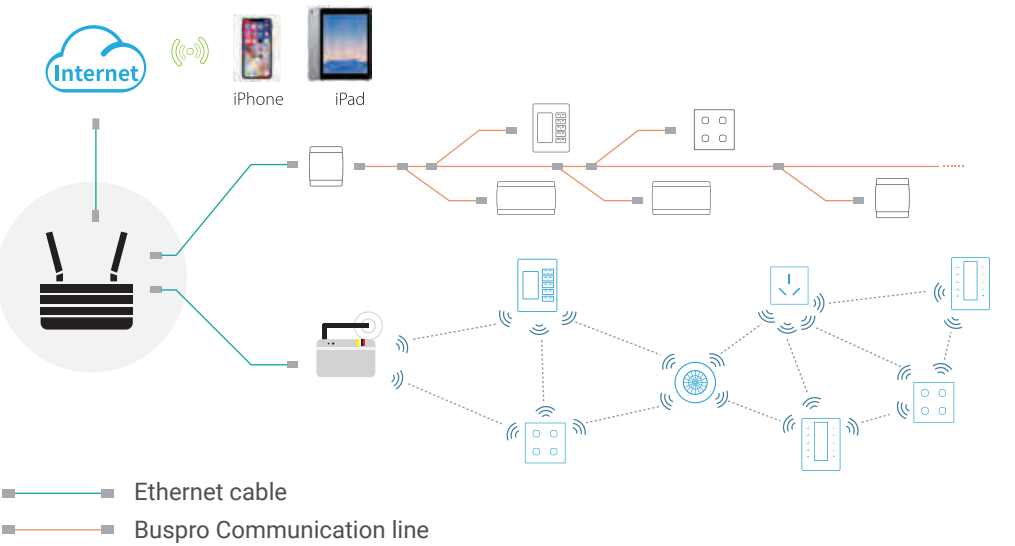 Internet
iPhone
iPad
Ethernet cable
Buspro Communication line